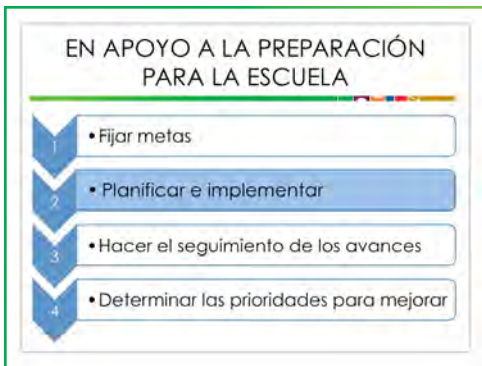 EN APOYO A LA PREPARACIÓN
PARA LA ESCUELA
1
• Fijar metas
2
• Planificar e implementar
3
• Hacer el seguimiento de los avances
4
• Determinar las prioridades para mejorar